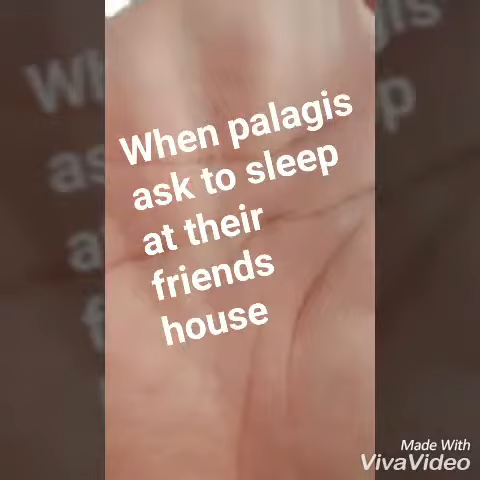 When palagis
ask to sleep
at their
friends
house
Made With
VivaVideo